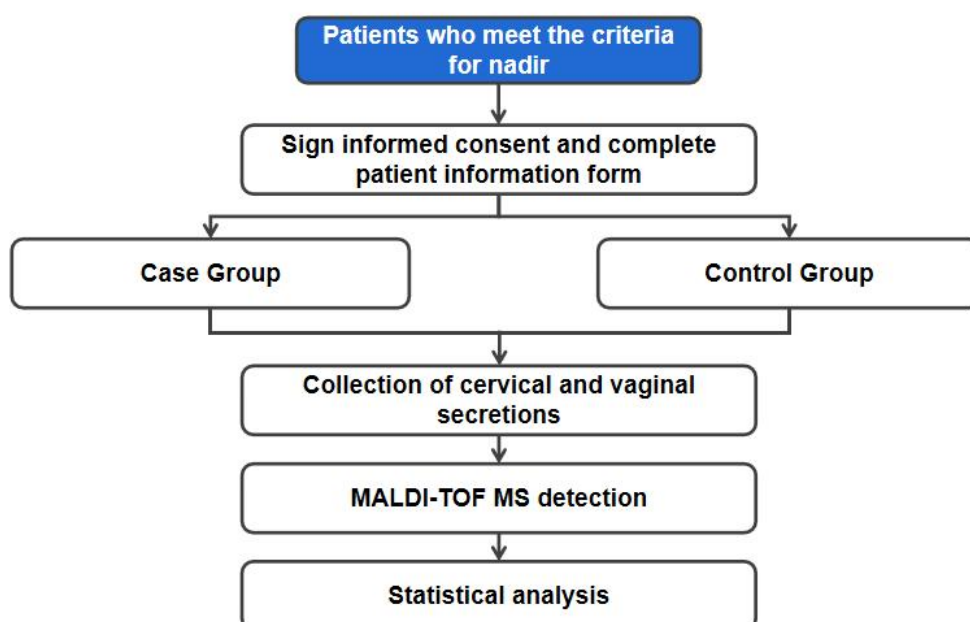 Patients who meet the criteria
for nadir
Sign informed consent and complete
patient information form
Case Group
Control Group
Collection of cervical and vaginal
secretions
MALDI-TOF MS detection
Statistical analysis